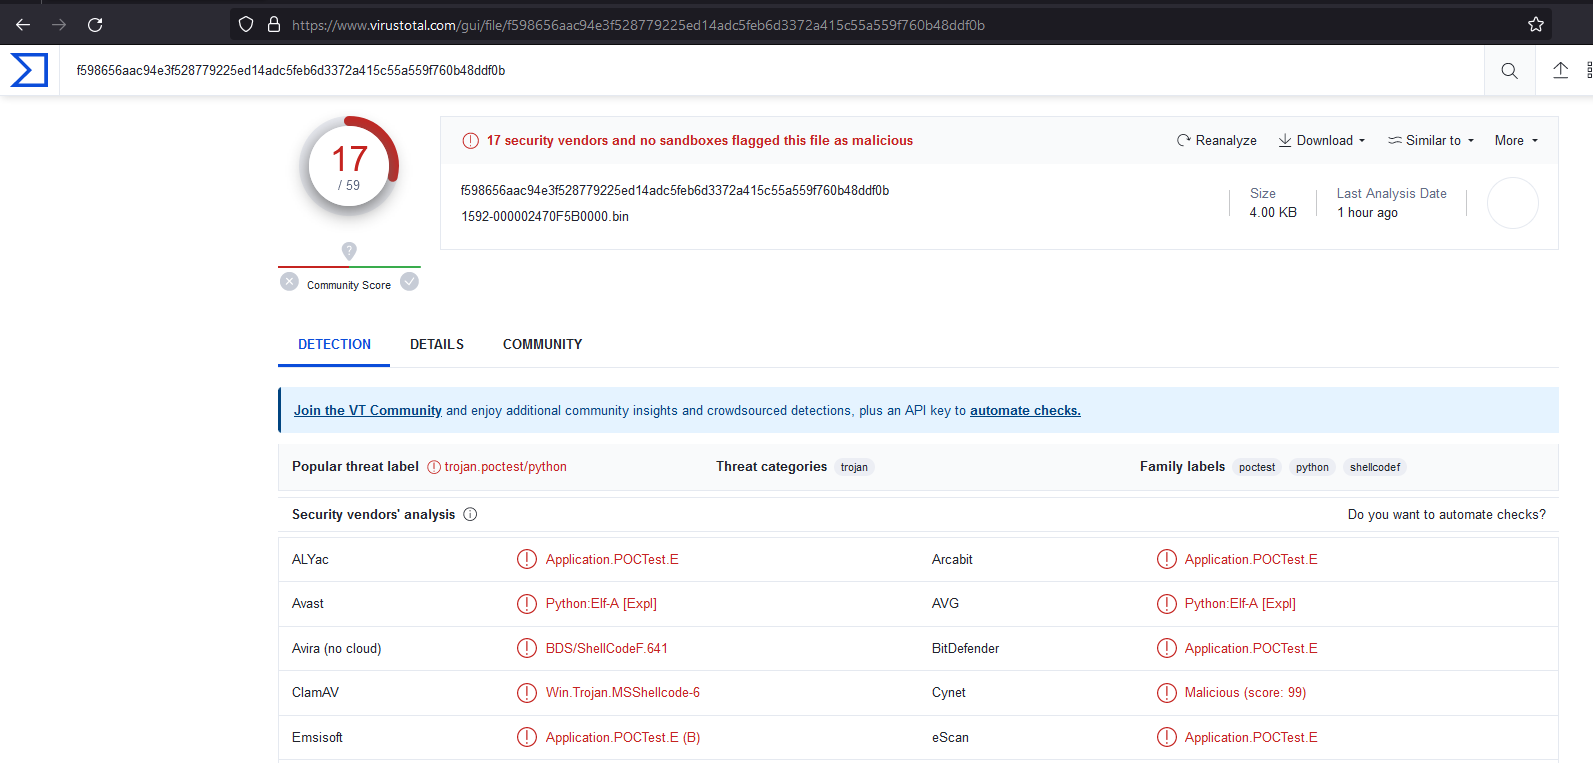 https://www.virustotal.com/gui/file/f598656aac94e3f528779225ed14adc5feb6d3372a415c55a559f760b48ddf0b
f598656aac94e3f528779225ed14adc5feb6d3372a415c55a559f760b48ddf0b
17
/ 59
?
Community Score
17 security vendors and no sandboxes flagged this file as malicious
Reanalyze Download Similar to More
f598656aac94e3f528779225ed14adc5feb6d3372a415c55a559f760b48ddf0b
1592-000002470F5B0000.bin
Size
4.00 KB
Last Analysis Date
1 hour ago
DETECTION DETAILS COMMUNITY
Join the VT Community and enjoy additional community insights and crowdsourced detections, plus an API key to automate checks.
Popular threat label trojan.poctest/python Threat categories trojan Family labels poctest python shellcodef
Security vendors' analysis Do you want to automate checks?
ALYac Application.POCTest.E Arcabit Application.POCTest.E
Avast Python:Elf-A [Expl] AVG Python:Elf-A [Expl]
Avira (no cloud) BDS/ShellCodeF.641 BitDefender Application.POCTest.E
ClamAV Win.Trojan.MSShellcode-6 Cynet Malicious (score: 99)
Emsisoft Application.POCTest.E (B) eScan Application.POCTest.E